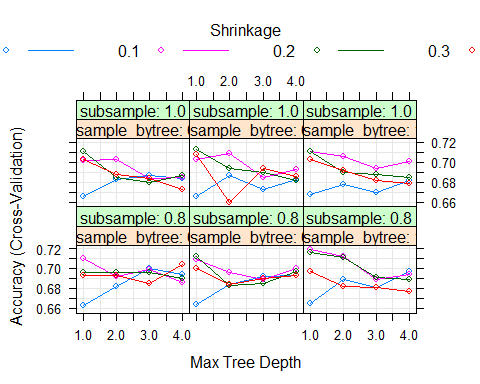 Shrinkage
0.1 0.2 0.3
1.0 2.0 3.0 4.0
subsample: 1.0 subsample: 1.0 subsample: 1.0
sample_bytree: sample_bytree: sample_bytree:
0.72
0.70
0.68
0.66
subsample: 0.8 subsample: 0.8 subsample: 0.8
sample_bytree: sample_bytree: sample_bytree:
0.72
0.70
0.68
0.66
Accuracy (Cross-Validation)
1.0 2.0 3.0 4.0 1.0 2.0 3.0 4.0
Max Tree Depth